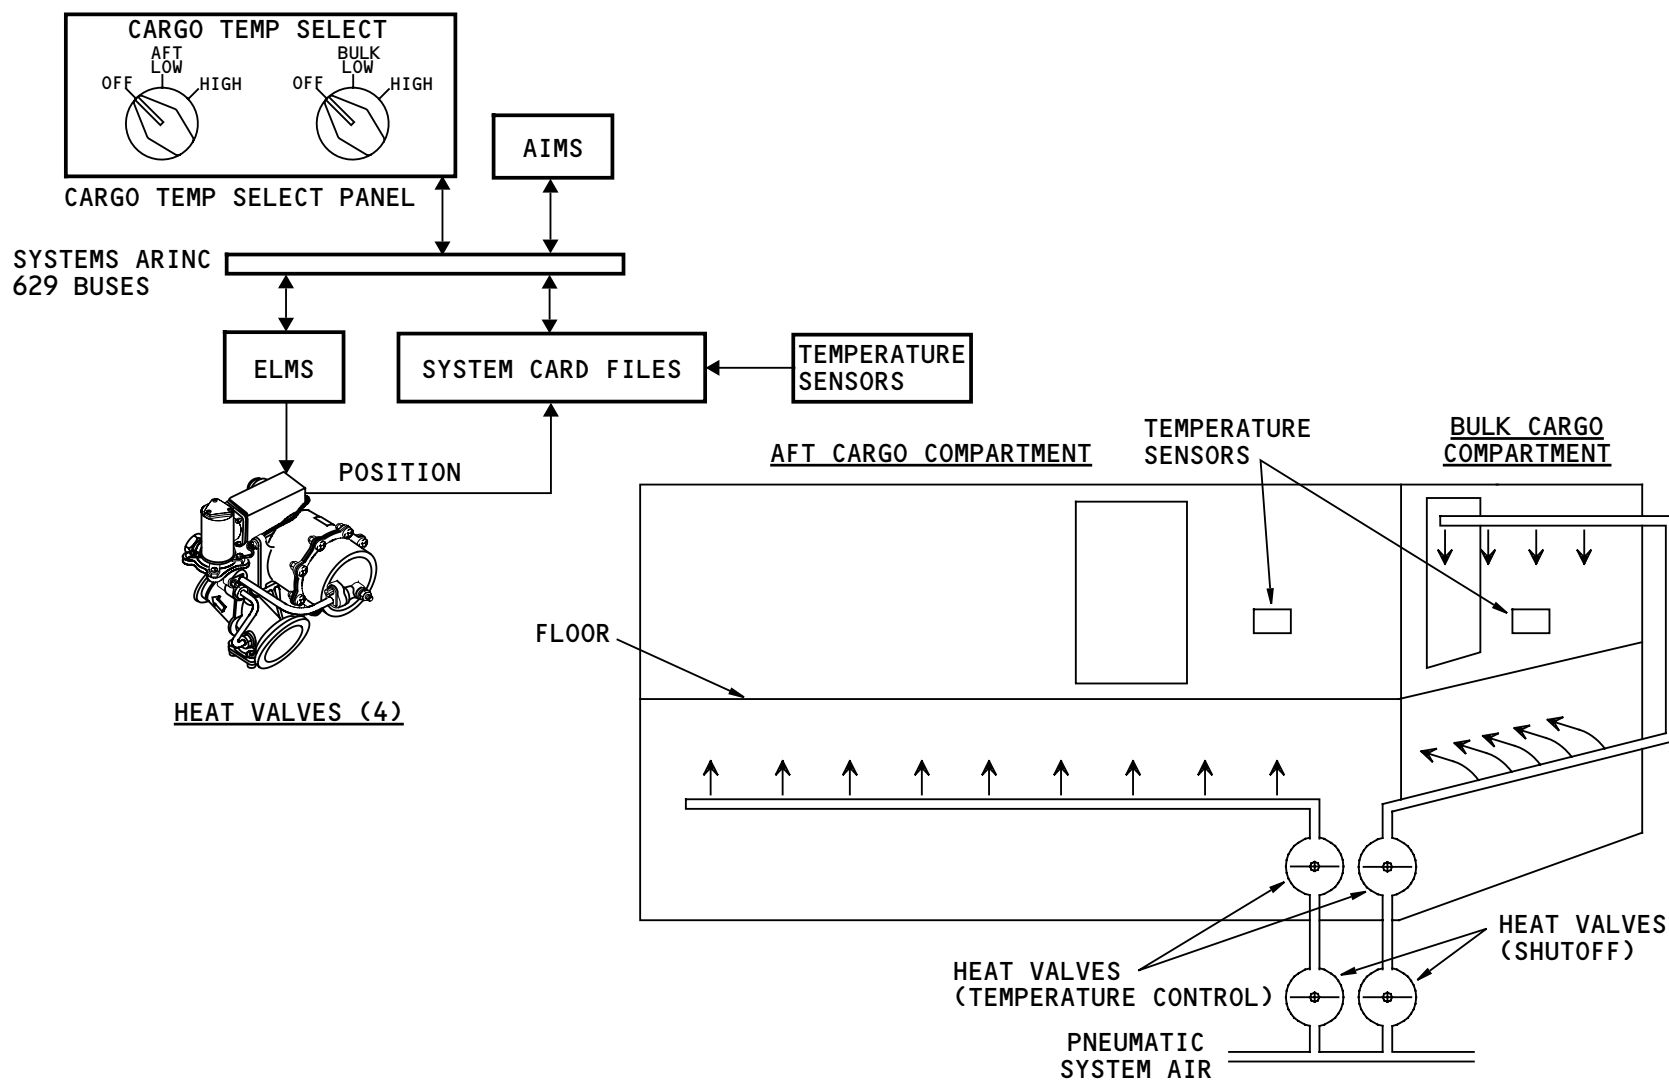 CARGO TEMP SELECT
AFT
LOW
OFF
HIGH
BULK
LOW
OFF
HIGH
CARGO TEMP SELECT PANEL
AIMS
SYSTEMS ARINC
629 BUSES
ELMS
SYSTEM CARD FILES
TEMPERATURE
SENSORS
POSITION
HEAT VALVES (4)
AFT CARGO COMPARTMENT
TEMPERATURE
SENSORS
BULK CARGO
COMPARTMENT
FLOOR
HEAT VALVES
(TEMPERATURE CONTROL)
HEAT VALVES
(SHUTOFF)
PNEUMATIC
SYSTEM AIR